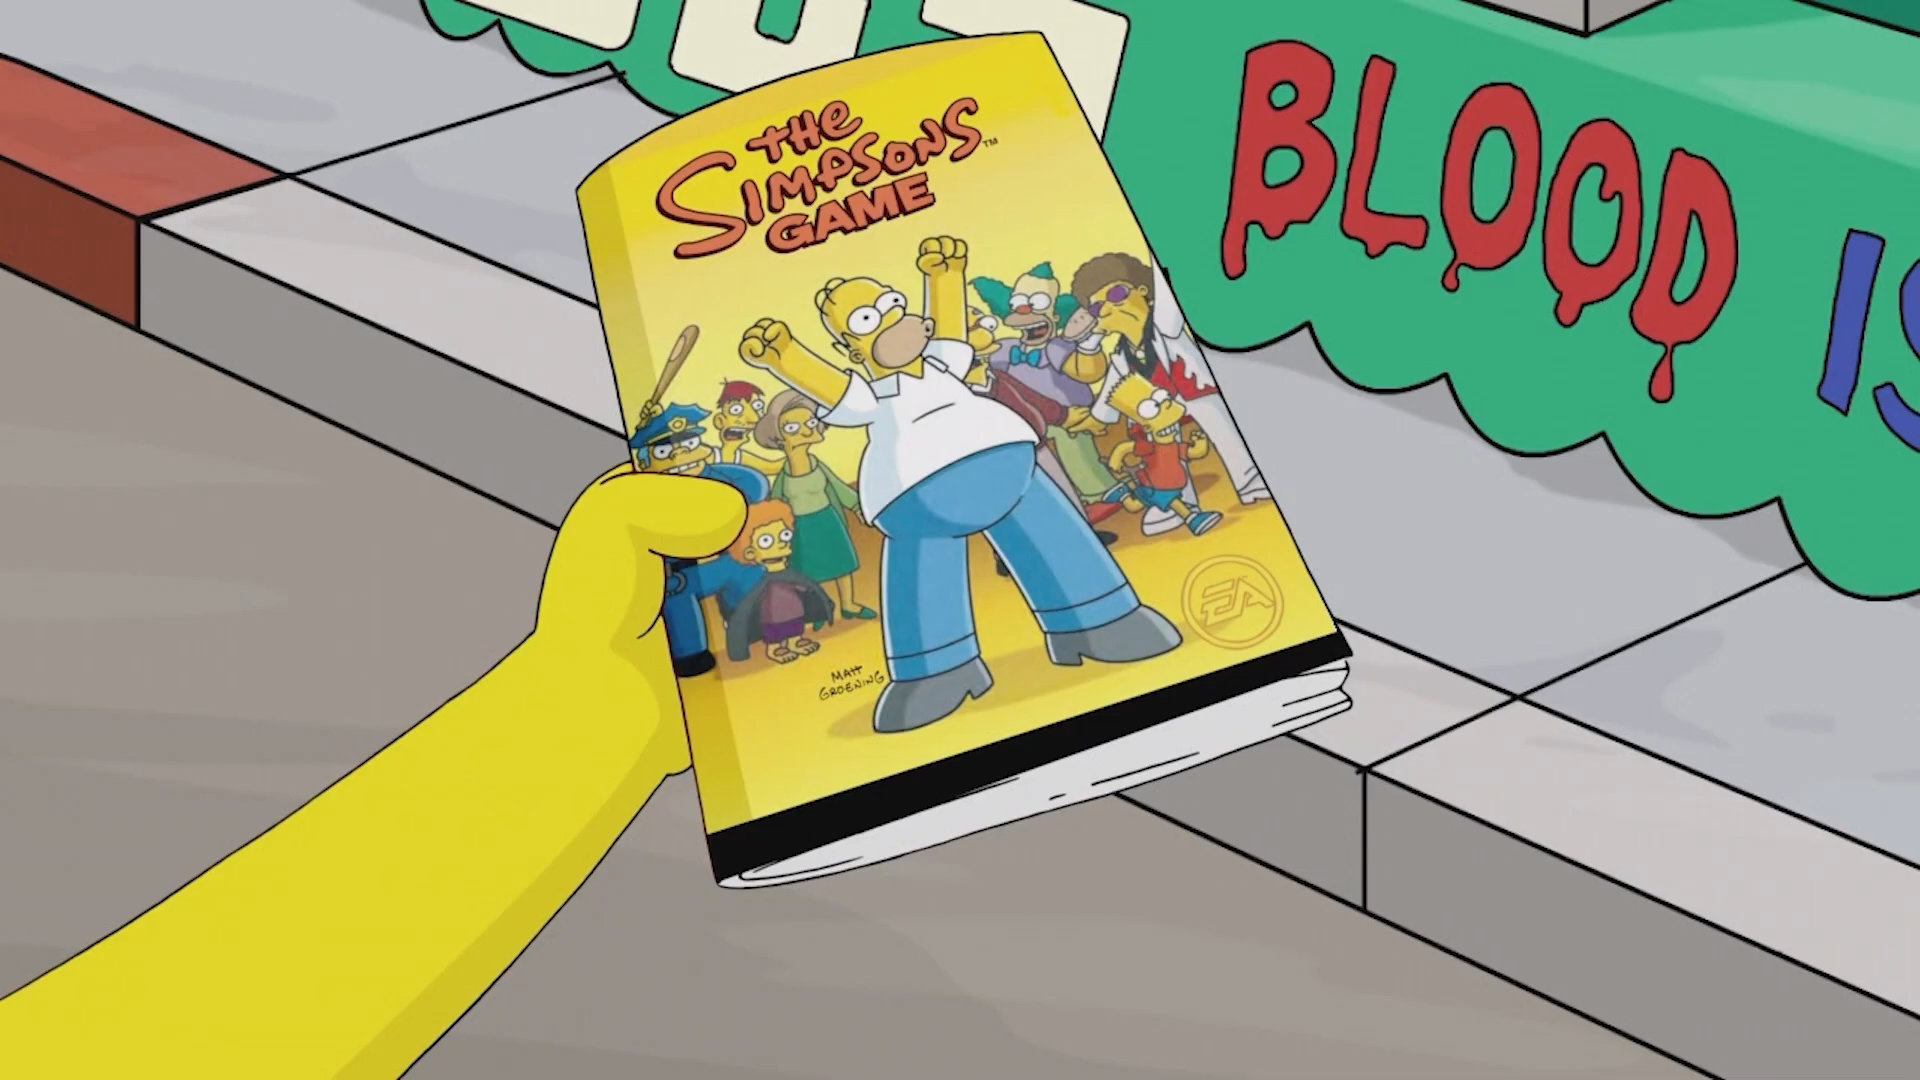 THE
SIMPSONS™
GAME
BLOOD IS
EA
MATT
GROENING